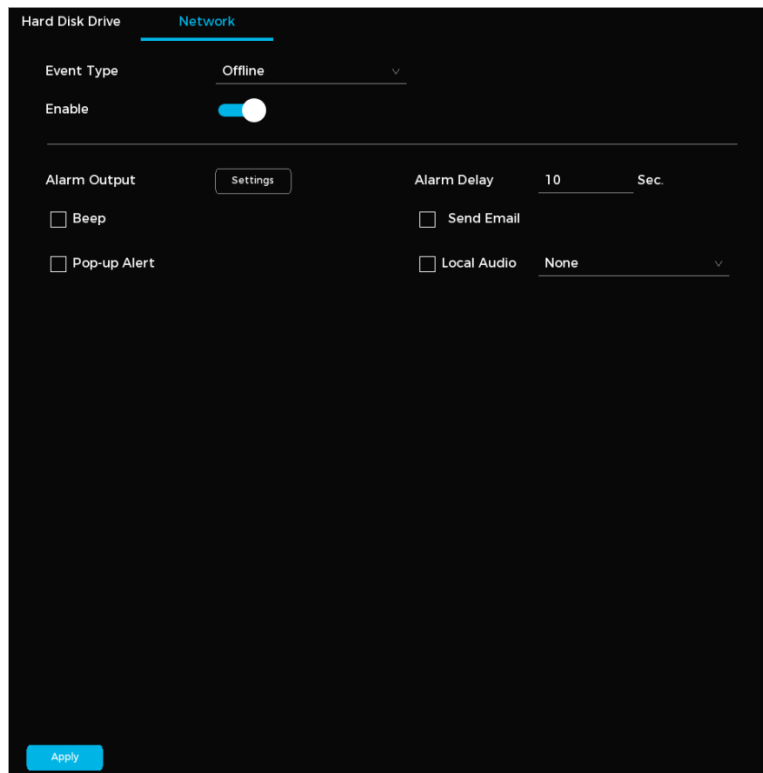 Hard Disk Drive Network
Event Type Offline
Enable
Alarm Output Settings Alarm Delay 10 Sec.
Beep Send Email
Pop-up Alert Local Audio None
Apply